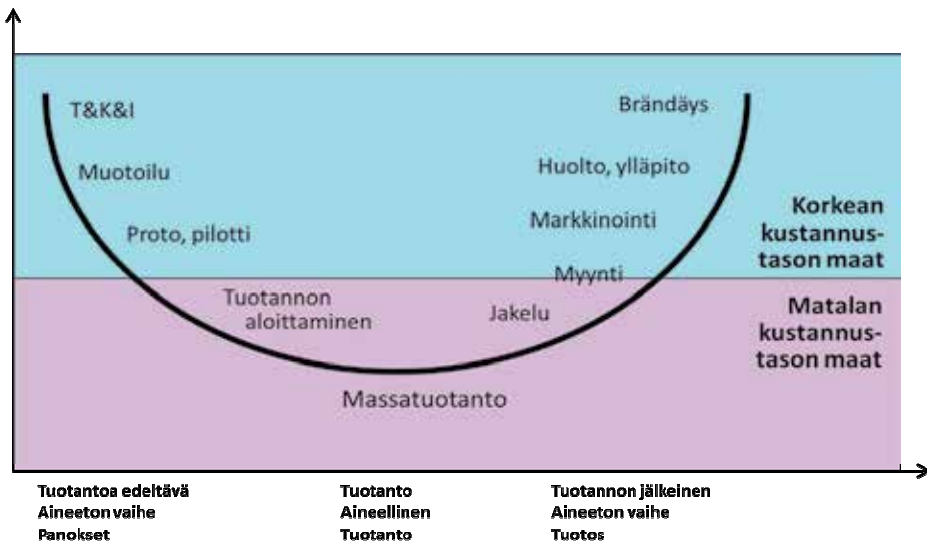 T&K&I
Muotoilu
Proto, pilotti
Tuotannon
aloittaminen
Massatuotanto
Jakelu
Myynti
Markkinointi
Huolto, ylläpito
Brändäys
Korkean
kustannus-
tason maat
Matalan
kustannus-
tason maat
Tuotantoa edeltävä
Aineeton vaihe
Panokset
Tuotanto
Aineellinen
Tuotanto
Tuotannon jälkeinen
Aineeton vaihe
Tuotos